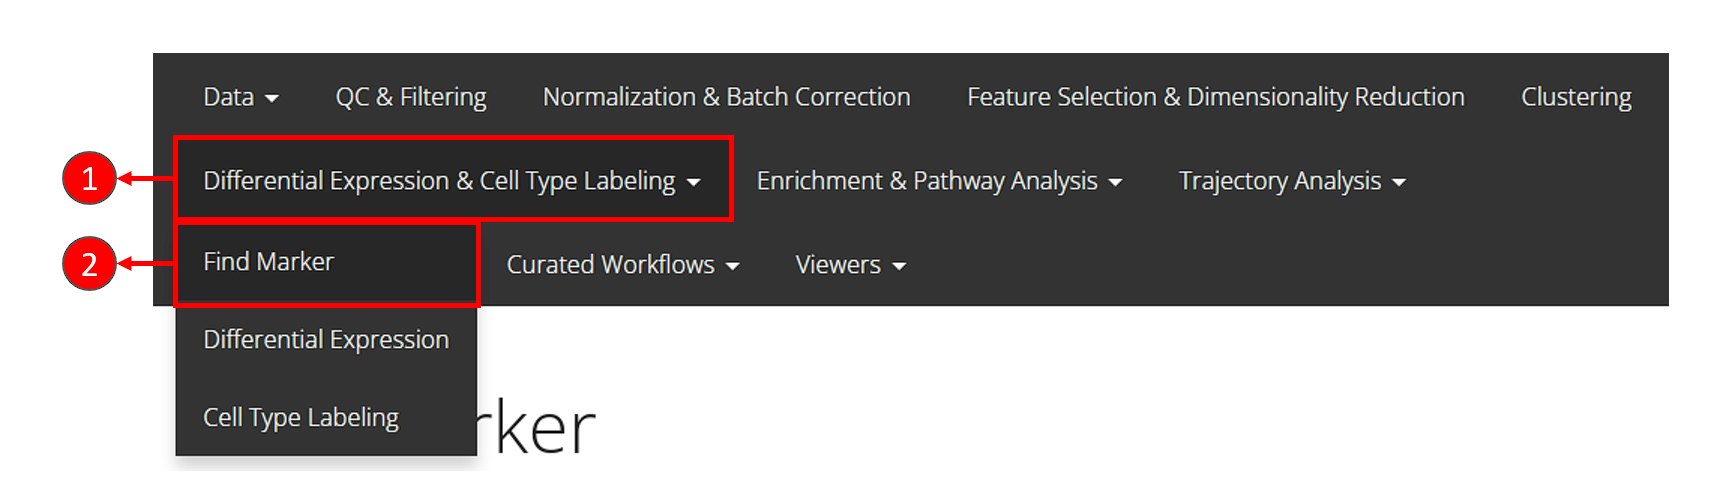 Data QC & Filtering Normalization & Batch Correction Feature Selection & Dimensionality Reduction Clustering
1 Differential Expression & Cell Type Labeling Enrichment & Pathway Analysis Trajectory Analysis
2 Find Marker Curated Workflows Viewers
Differential Expression
Cell Type Labeling
rker